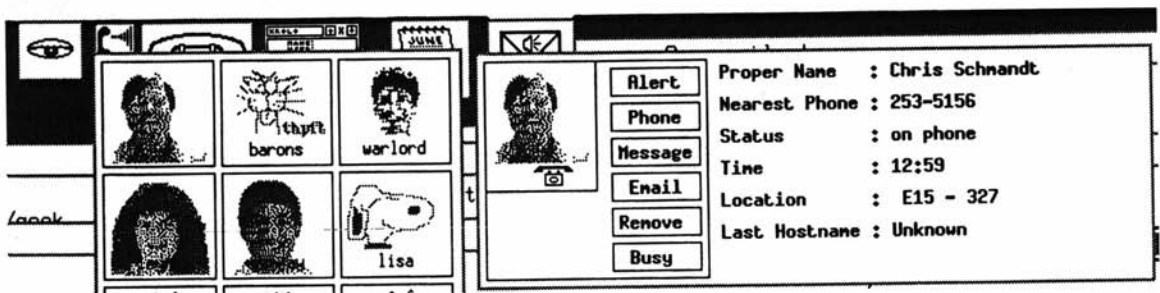 JUNE
thpft
barons
warlord
lisa
Alert
Phone
Message
Email
Remove
Busy
Proper Name : Chris Schmandt
Nearest Phone : 253-5156
Status : on phone
Time : 12:59
Location : E15 - 327
Last Hostname : Unknown